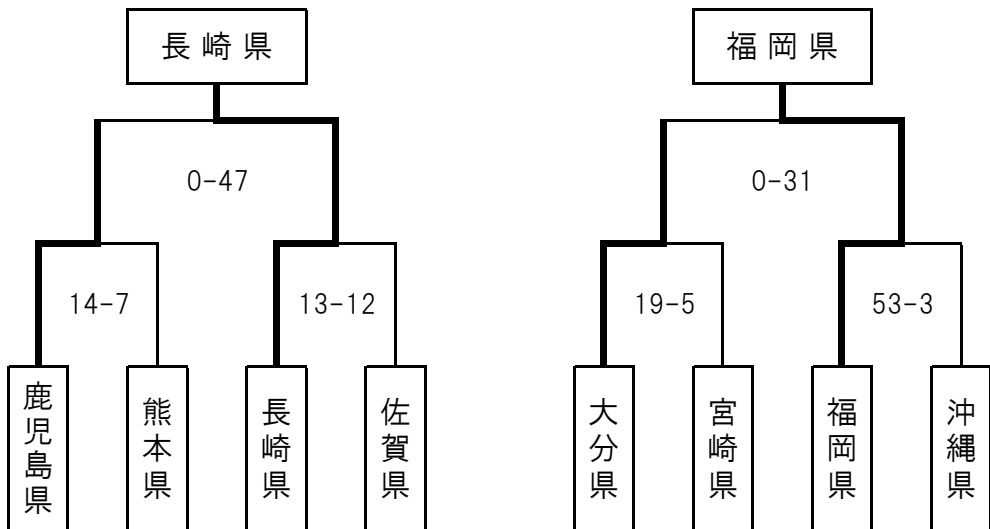 長崎県
福岡県
0-47
0-31
14-7
13-12
19-5
53-3
鹿児島県
熊本県
長崎県
佐賀県
大分県
宮崎県
福岡県
沖縄県